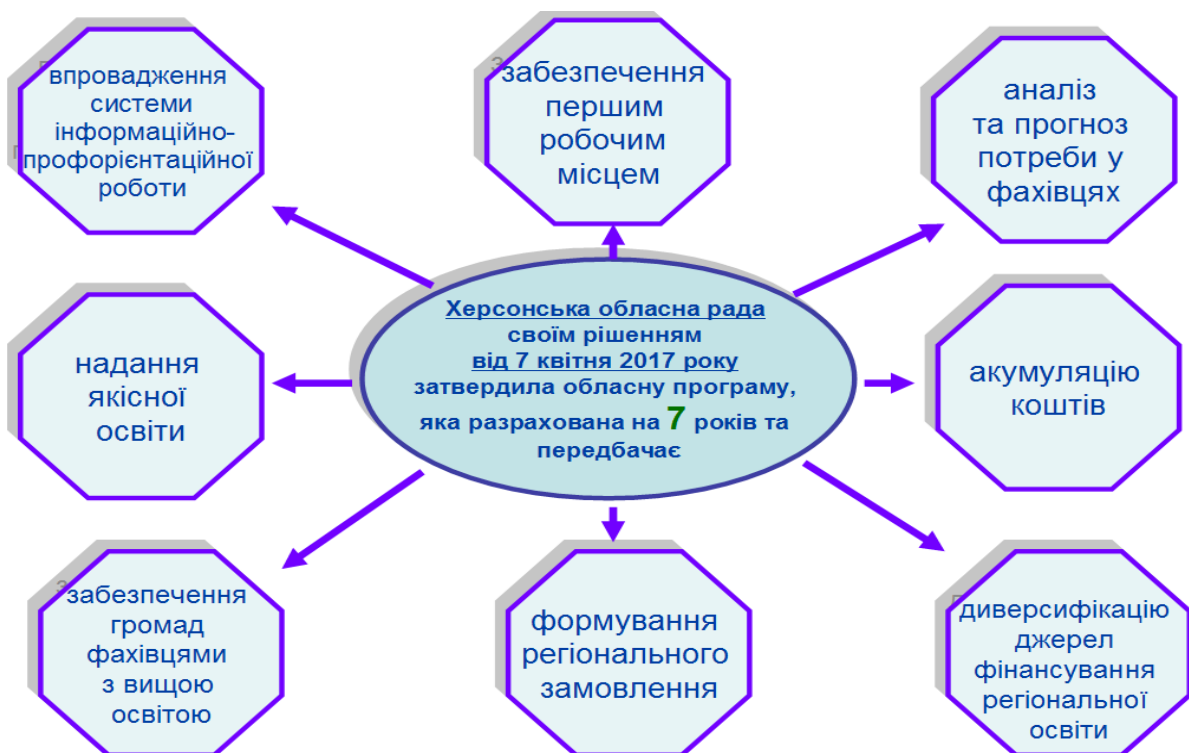 впровадження
системи
інформаційно-
профорієнтаційної
роботи
забезпечення
першим
робочим
місцем
аналіз
та прогноз
потреби у
фахівцях
Херсонська обласна рада
своїм рішенням
від 7 квітня 2017 року
затвердила обласну програму,
яка разрахована на 7 років та
передбачає
надання
якісної
освіти
акумуляцію
коштів
забезпечення
громад
фахівцями
з вищою
освітою
формування
регіонального
замовлення
диверсифікацію
джерел
фінансування
регіональної
освіти